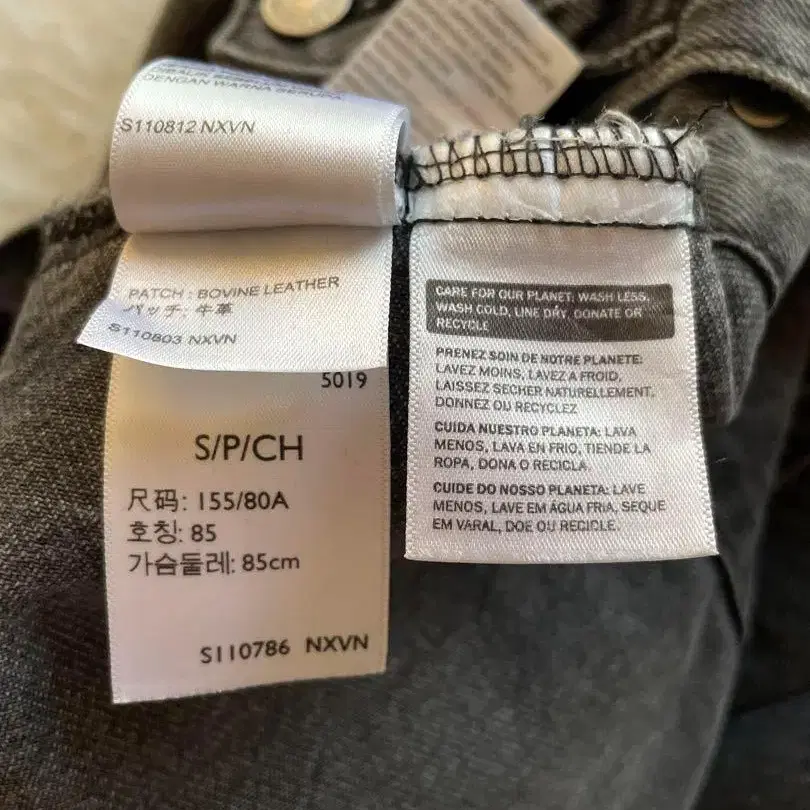 DENGAN WARNA SERUPA.
S110812 NXVN
PATCH : BOVINE LEATHER
パッチ : 牛革
S110803 NXVN
5019
S/P/CH
尺码: 155/80A
호칭: 85
가슴둘레: 85cm
S110786 NXVN
CARE FOR OUR PLANET: WASH LESS,
WASH COLD, LINE DRY, DONATE OR
RECYCLE
PRENEZ SOIN DE NOTRE PLANETE:
LAVEZ MOINS, LAVEZ A FROID,
LAISSEZ SECHER NATURELLEMENT,
DONNEZ OU RECYCLEZ
CUIDA NUESTRO PLANETA: LAVA
MENOS, LAVA EN FRIO, TIENDE LA
ROPA, DONA O RECICLA.
CUIDE DO NOSSO PLANETA: LAVE
MENOS, LAVE EM ÁGUA FRIA, SEQUE
EM VARAL, DOE OU RECICLE.